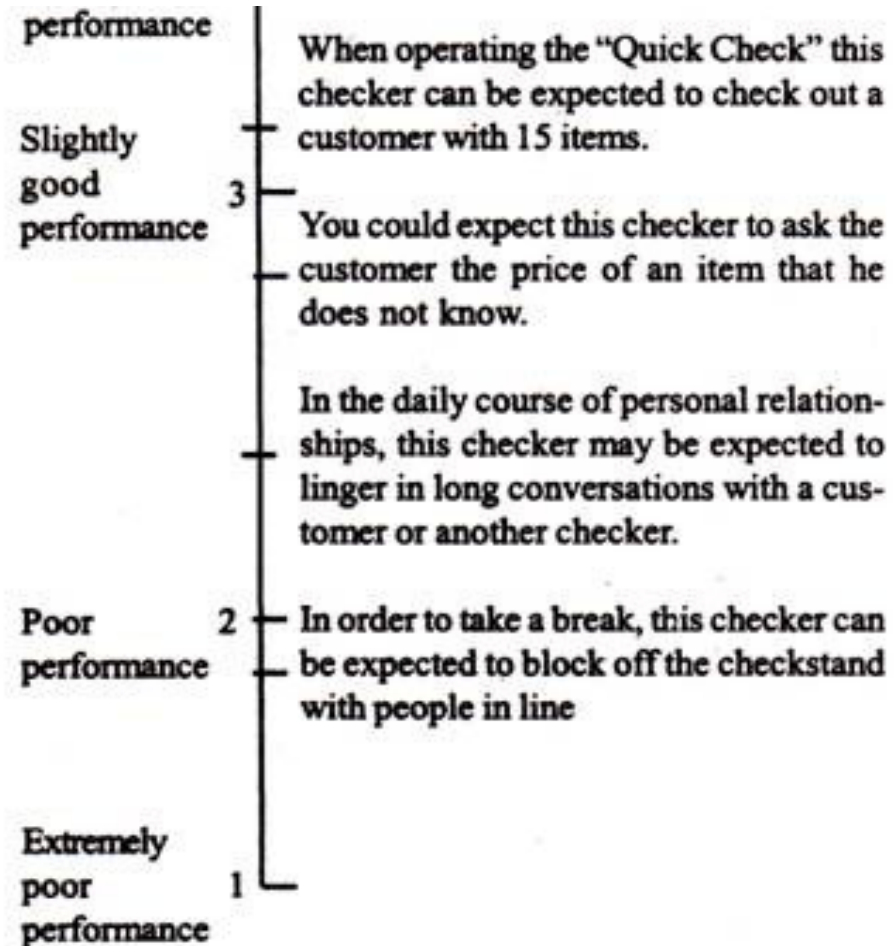 performance
When operating the “Quick Check” this
checker can be expected to check out a
customer with 15 items.
Slightly
good
performance
3
You could expect this checker to ask the
customer the price of an item that he
does not know.
In the daily course of personal relation-
ships, this checker may be expected to
linger in long conversations with a cus-
tomer or another checker.
Poor
performance
2
In order to take a break, this checker can
be expected to block off the checkstand
with people in line
Extremely
poor
performance
1